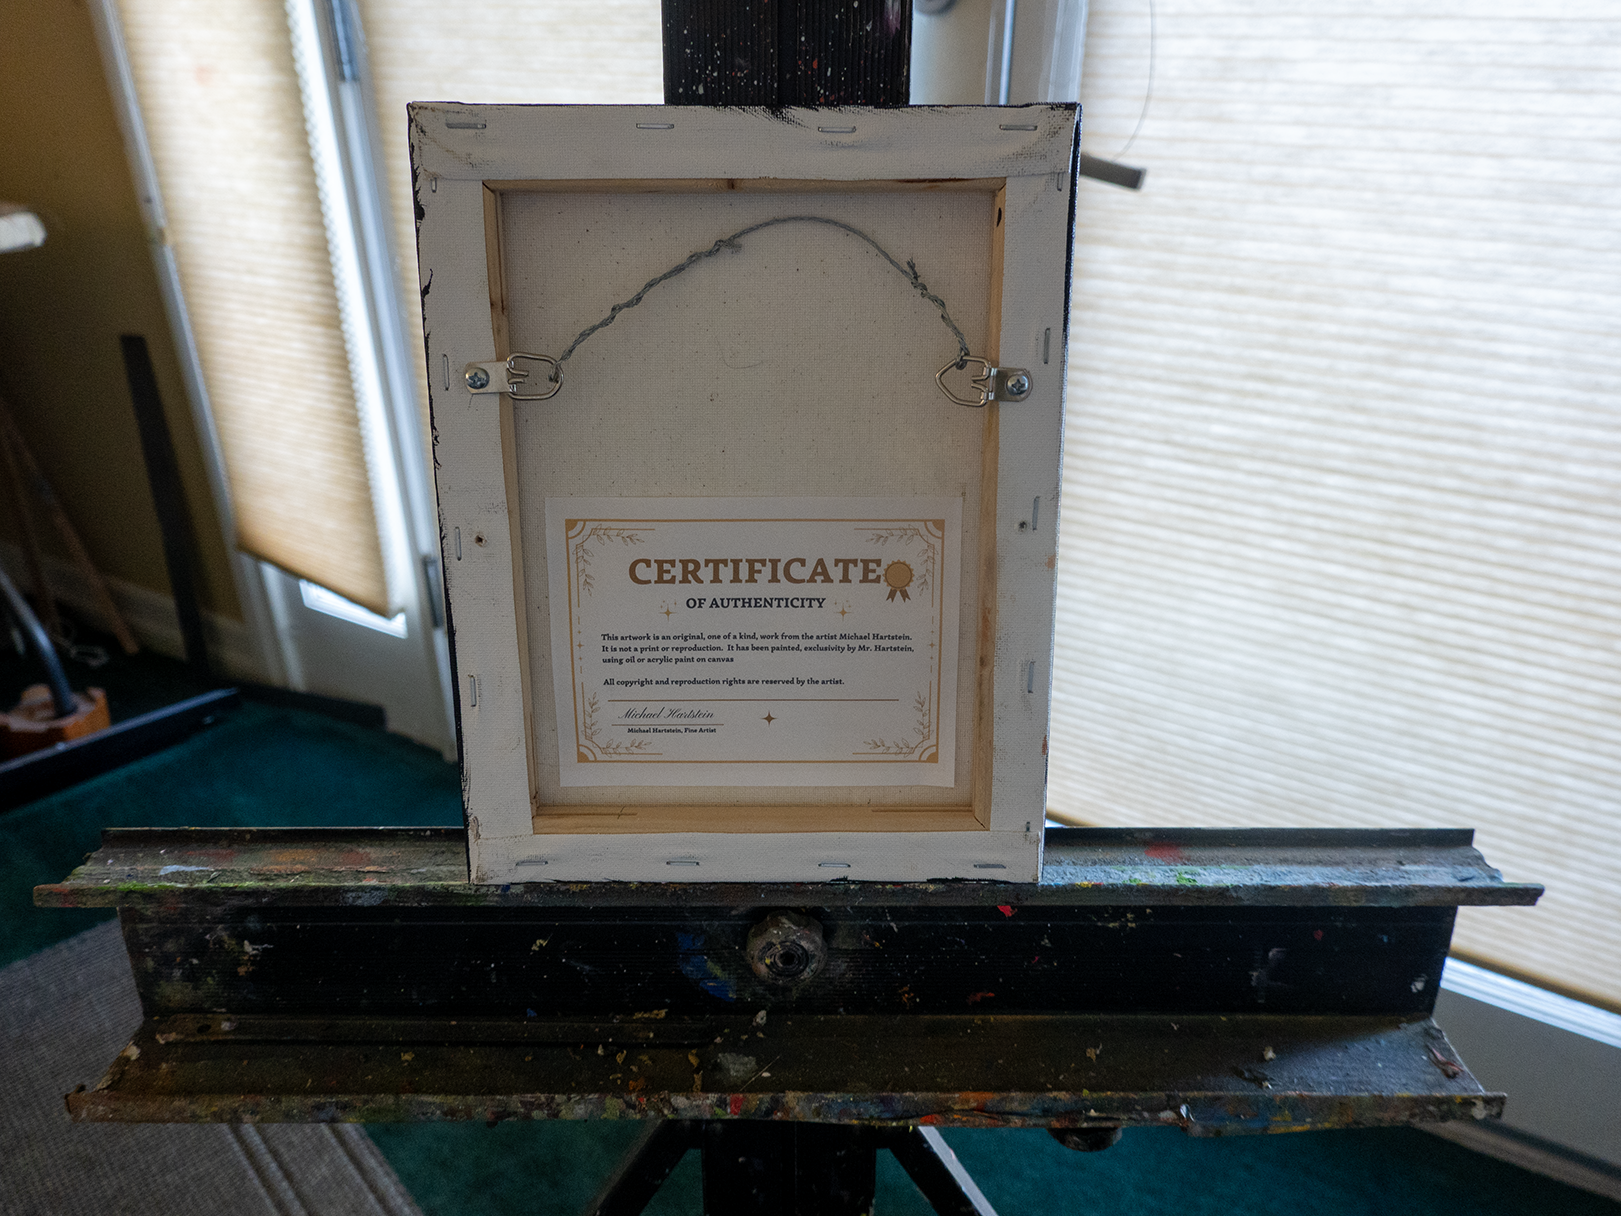 CERTIFICATE
OF AUTHENTICITY
This artwork is an original, one of a kind, work from the artist Michael Hartstein.
It is not a print or reproduction. It has been painted, exclusivity by Mr. Hartstein,
using oil or acrylic paint on canvas
All copyright and reproduction rights are reserved by the artist.
Michael Hartstein
Michael Hartstein, Fine Artist